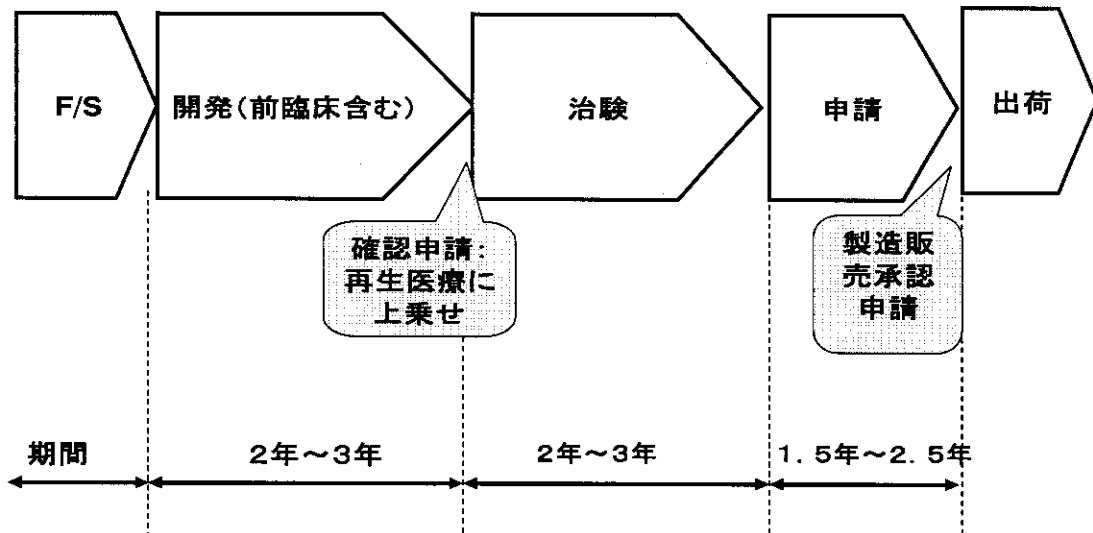 F/S
開発(前臨床含む)
治験
申請
出荷
確認申請:
再生医療に
上乗せ
製造販
売承認
申請
期間
2年～3年
2年～3年
1.5年～2.5年